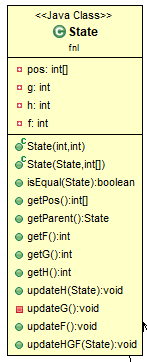 <<Java Class>>
State
fnl
pos: int[]
g: int
h: int
f: int
State(int,int)
State(State,int[])
isEqual(State):boolean
getPos():int[]
getParent():State
getF():int
getG():int
getH():int
updateH(State):void
updateG():void
updateF():void
updateHGF(State):void